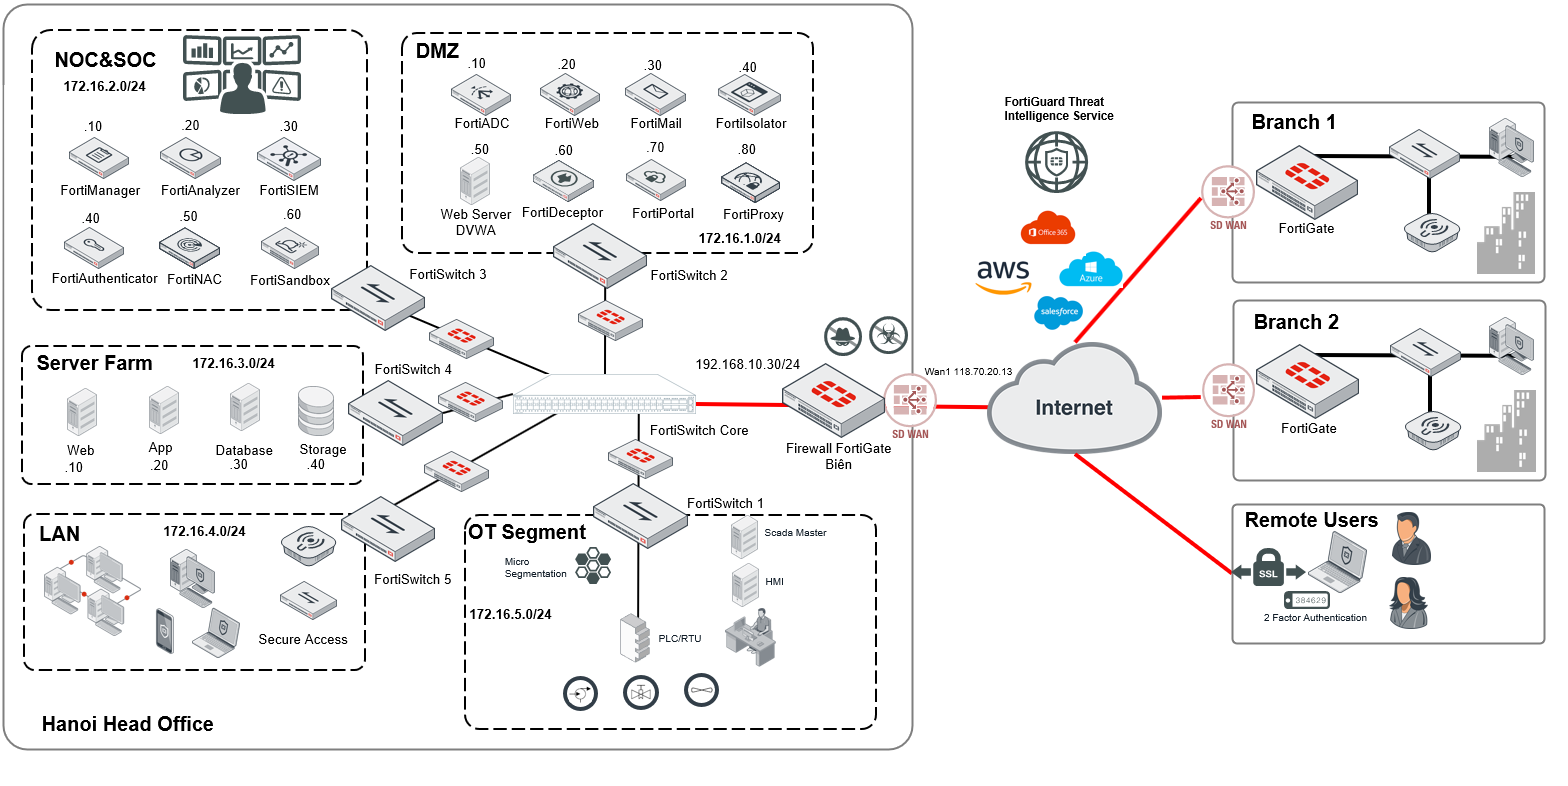 NOC&SOC
172.16.2.0/24
.10
.20
.30
FortiManager
FortiAnalyzer
FortiSIEM
.40
.50
.60
FortiAuthenticator
FortiNAC
FortiSandbox
DMZ
.10
.20
.30
.40
FortiADC
FortiWeb
FortiMail
FortiIsolator
.50
.60
.70
.80
Web Server
DVWA
FortiDeceptor
FortiPortal
FortiProxy
172.16.1.0/24
FortiSwitch 3
FortiSwitch 2
Server Farm
172.16.3.0/24
FortiSwitch 4
Web
.10
App
.20
Database
.30
Storage
.40
FortiSwitch Core
192.168.10.30/24
Firewall FortiGate
Biên
SD WAN
Wan1 118.70.20.13
LAN
172.16.4.0/24
Secure Access
FortiSwitch 5
FortiSwitch 1
OT Segment
Micro
Segmentation
172.16.5.0/24
Scada Master
HMI
PLC/RTU
Hanoi Head Office
FortiGuard Threat
Intelligence Service
Office 365
aws
Azure
salesforce
Internet
Branch 1
SD WAN
FortiGate
Branch 2
SD WAN
FortiGate
Remote Users
SSL
384629
2 Factor Authentication